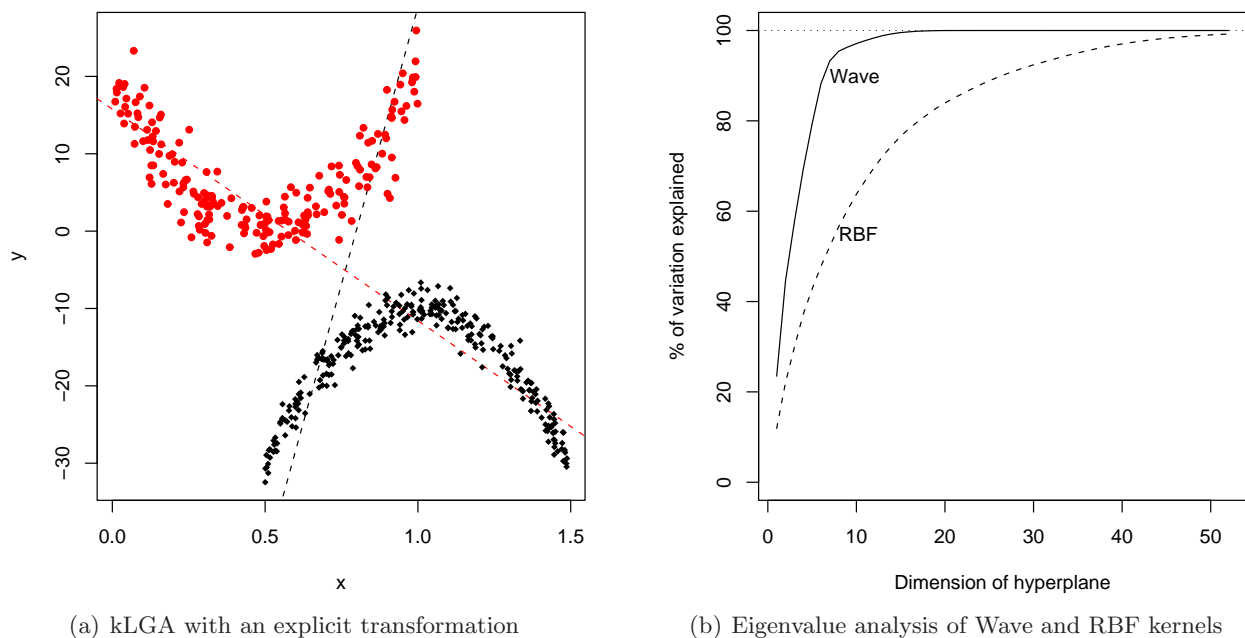 y
20
10
0
−10
−20
−30
0.0
0.5
1.0
1.5
x
(a) kLGA with an explicit transformation
% of variation explained
100
80
60
40
20
0
Wave
RBF
0
10
20
30
40
50
Dimension of hyperplane
(b) Eigenvalue analysis of Wave and RBF kernels